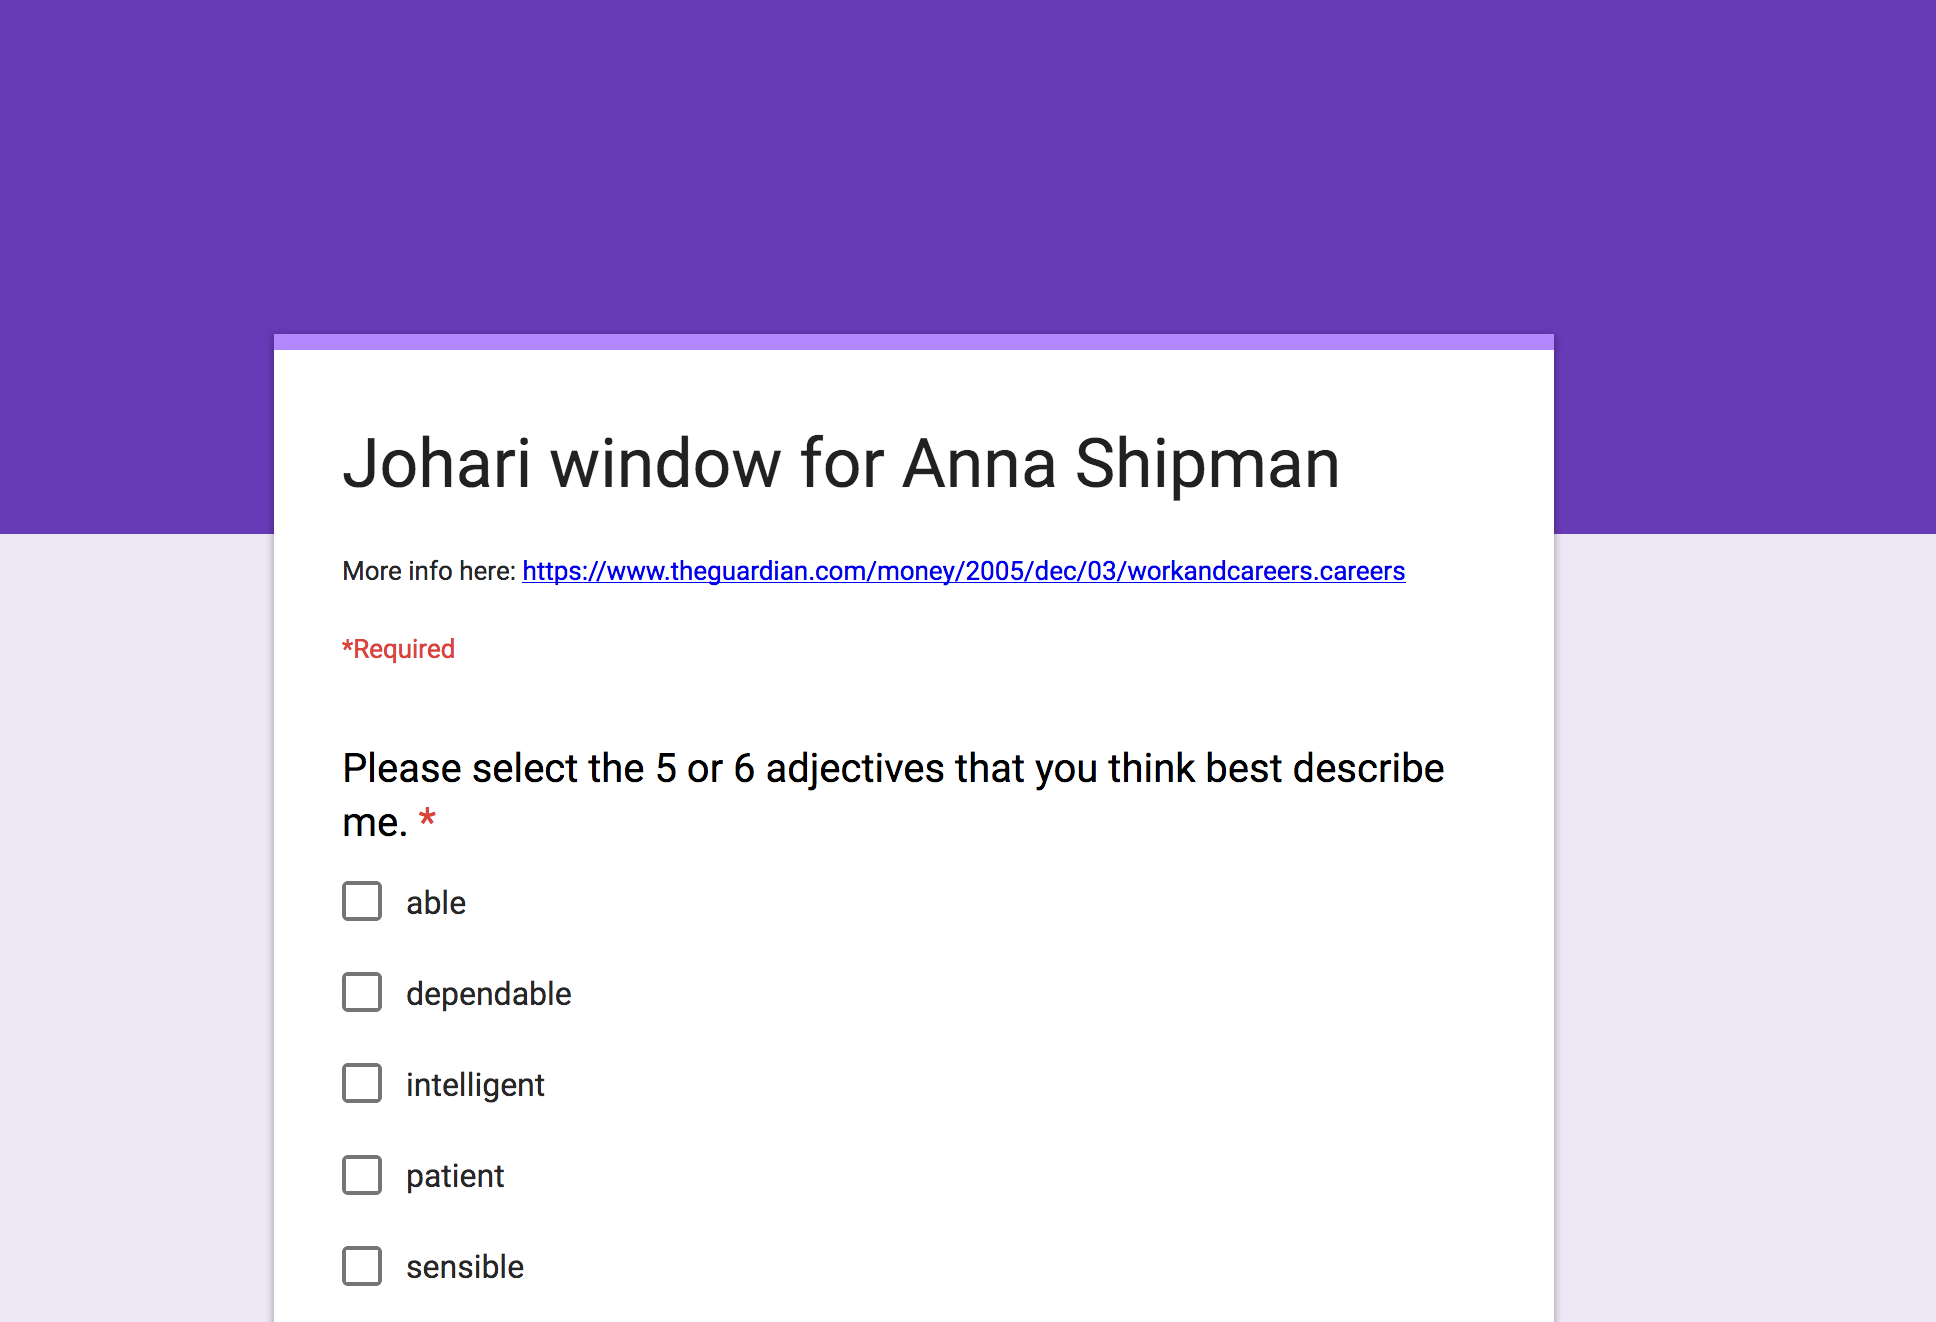 Johari window for Anna Shipman
More info here: https://www.theguardian.com/money/2005/dec/03/workandcareers.careers
*Required
Please select the 5 or 6 adjectives that you think best describe
me. *
able
dependable
intelligent
patient
sensible